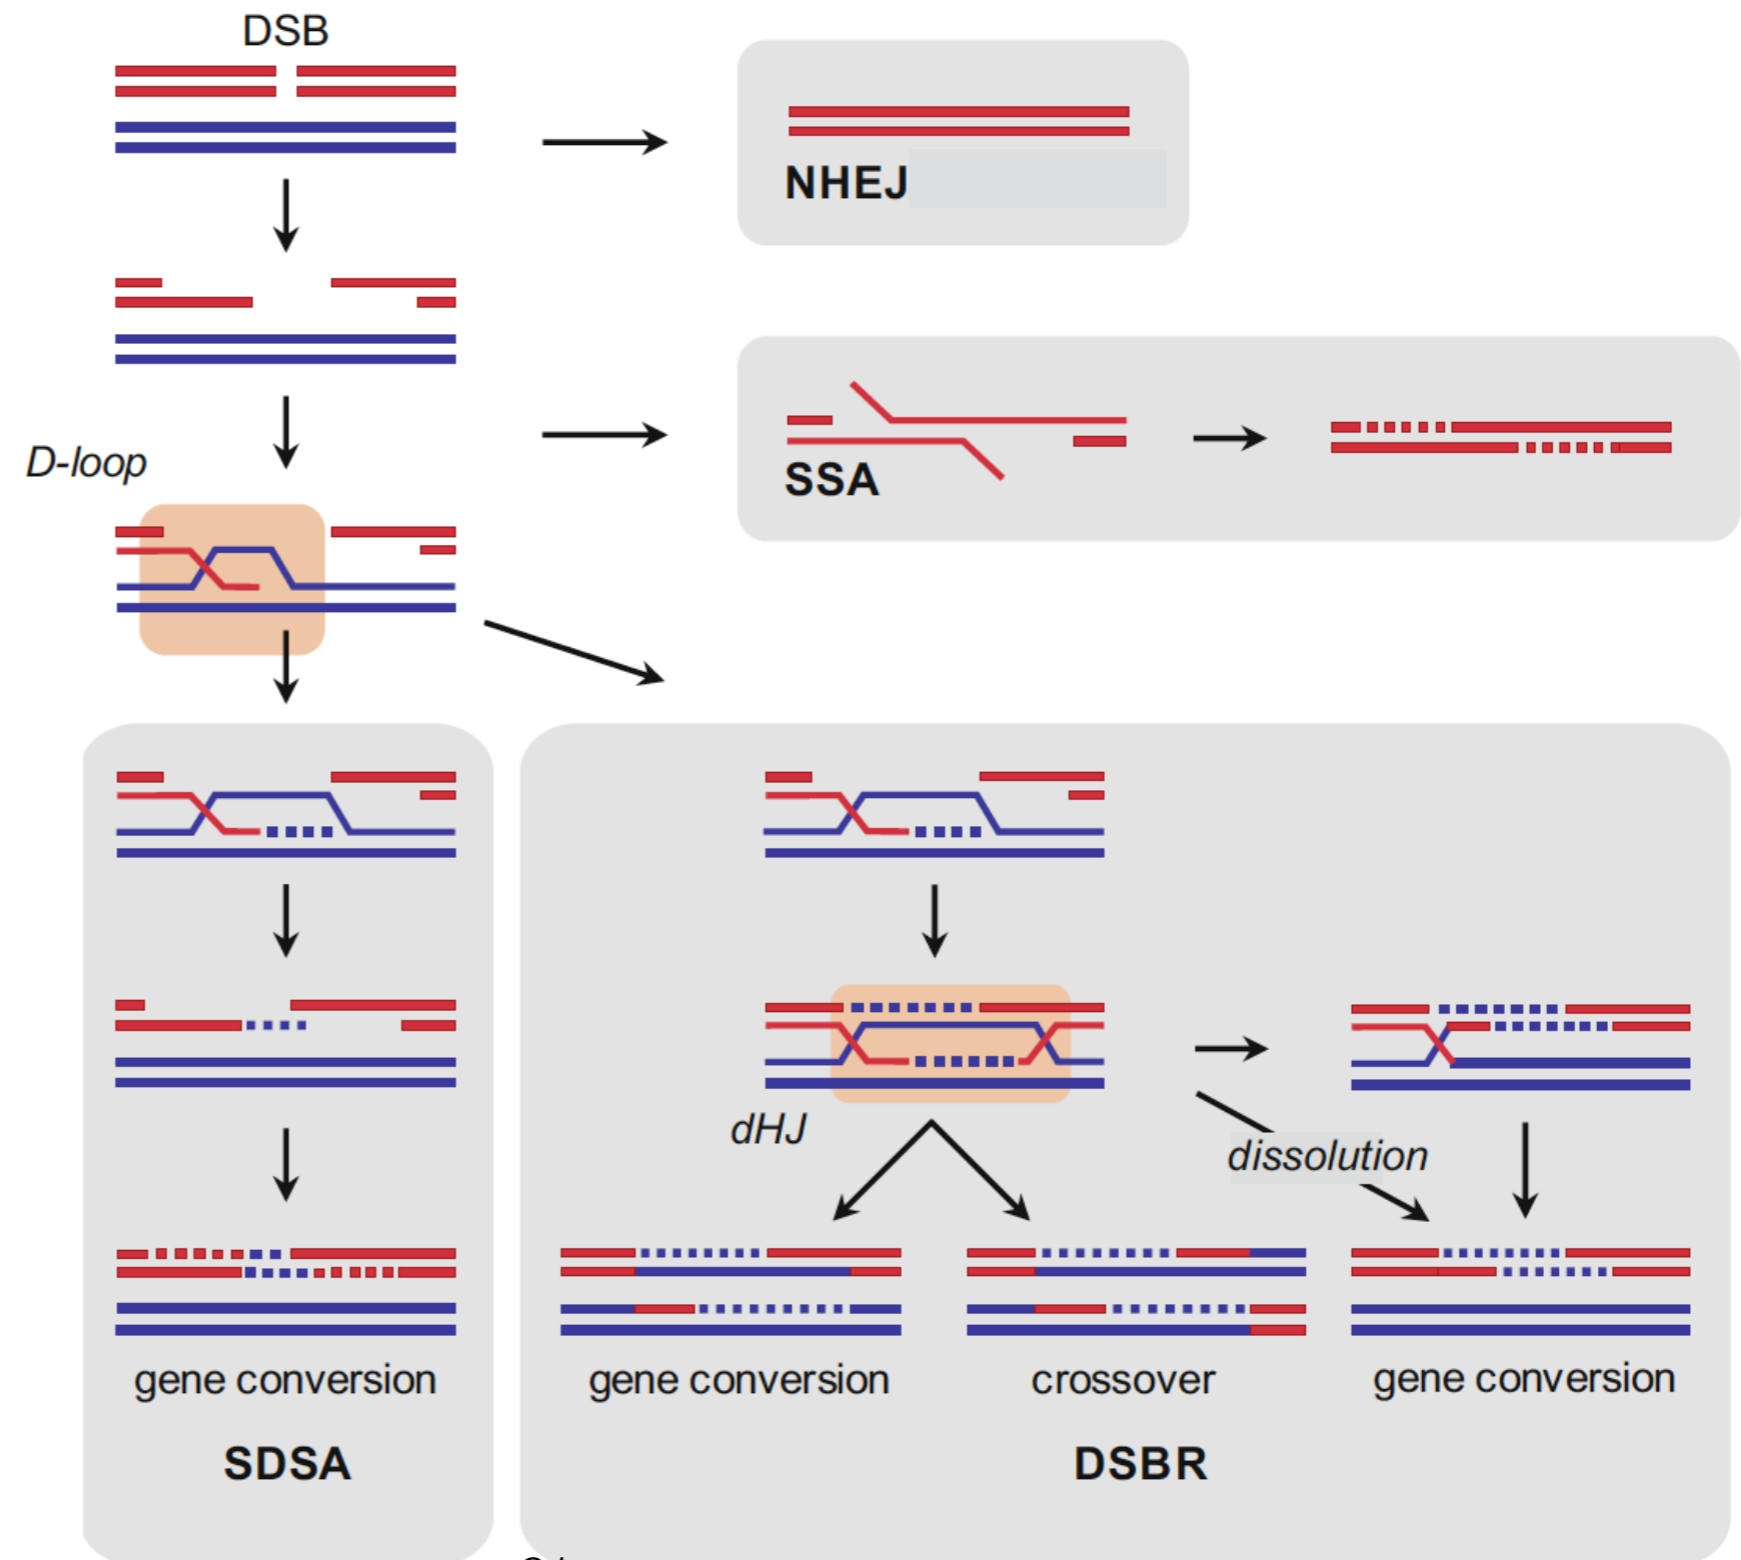 DSB
NHEJ
D-loop
SSA
dHJ
dissolution
gene conversion
gene conversion
crossover
gene conversion
SDSA
DSBR